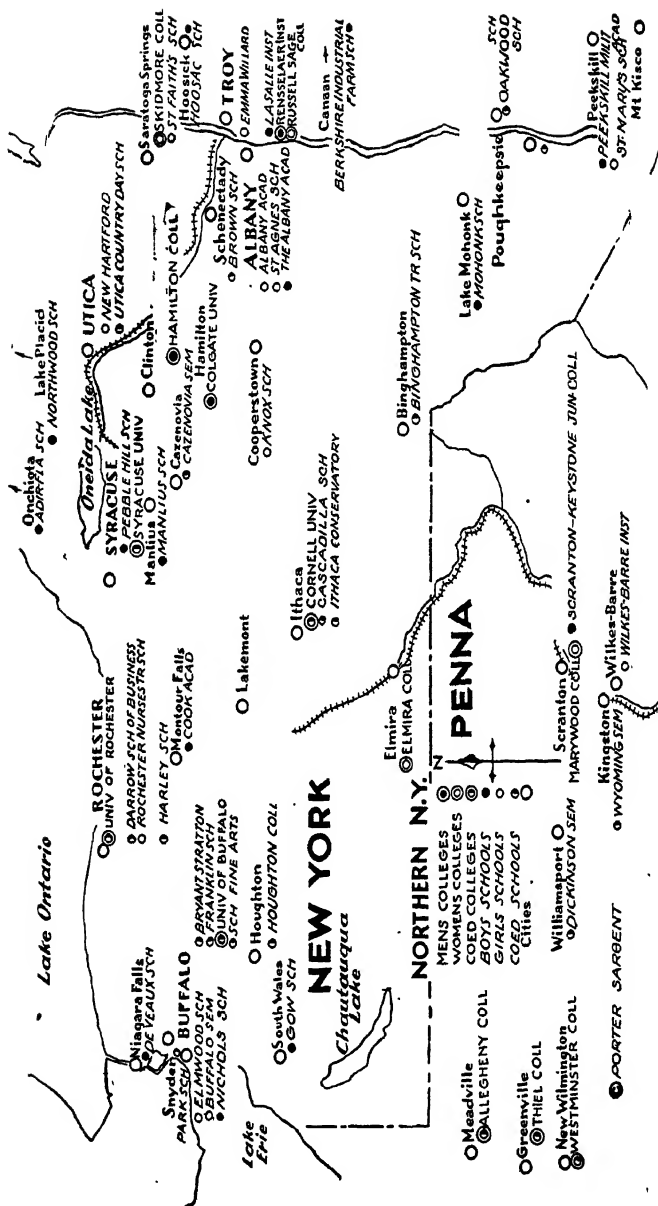 Lake Ontario
Niagara Falls
DE VEAUX SCH
Snyder
PARK SCH
BUFFALO
ELMWOOD SCH
BUFFALO SEM
NICHOLS SCH
Lake
Erie
BRYANT STRATTON
FRANKLIN SCH
UNIV OF BUFFALO
SCH FINE ARTS
Houghton
HOUGHTON COLL
South Wales
GOW SCH
ROCHESTER
UNIV OF ROCHESTER
DARROW SCH OF BUSINESS
ROCHESTER NURSES TR SCH
HARLEY SCH
Montour Falls
COOK ACAD
Lakemont
Onchiota
ADIR-FLA SCH
Lake Placid
NORTHWOOD SCH
Oneida Lake
SYRACUSE
PEBBLE HILL SCH
SYRACUSE UNIV
Manlius
MANLIUS SCH
Cazenovia
CAZENOVIA SEM
UTICA
NEW HARTFORD
UTICA COUNTRY DAY SCH
Clinton
HAMILTON COLL
Hamilton
COLGATE UNIV
Cooperstown
KNOX SCH
Ithaca
CORNELL UNIV
CASCADILLA SCH
ITHACA CONSERVATORY
Saratoga Springs
SKIDMORE COLL
ST FAITH'S SCH
Hoosick
HOOSAC SCH
TROY
EMMA WILLARD
LASALLE INST
RENSSELAER INST
RUSSELL SAGE
COLL
Schenectady
BROWN SCH
ALBANY
ALBANY ACAD
ST AGNES SCH
THE ALBANY ACAD
Canaan
BERKSHIRE INDUSTRIAL
FARM SCH
Binghampton
BINGHAMPTON TR SCH
Lake Mohonk
MOHONK SCH
Poughkeepsie
SCH
OAKWOOD
SCH
Peekskill
PEEKSKILL MILIT ACAD
ST MARY'S SCH
Mt Kisco
Elmira
ELMIRA COLL
NEW YORK
Chautauqua
Lake
NORTHERN N.Y.
MENS COLLEGES
WOMENS COLLEGES
COED COLLEGES
BOYS SCHOOLS
GIRLS SCHOOLS
COED SCHOOLS
Cities
N
PENNA
Meadville
ALLEGHENY COLL
Greenville
THIEL COLL
New Wilmington
WESTMINSTER COLL
Williamsport
DICKINSON SEM
Scranton
MARYWOOD COLL
SCRANTON-KEYSTONE JUN COLL
Kingston
WYOMING SEM
Wilkes-Barre
WILKES-BARRE INST
© PORTER SARGENT